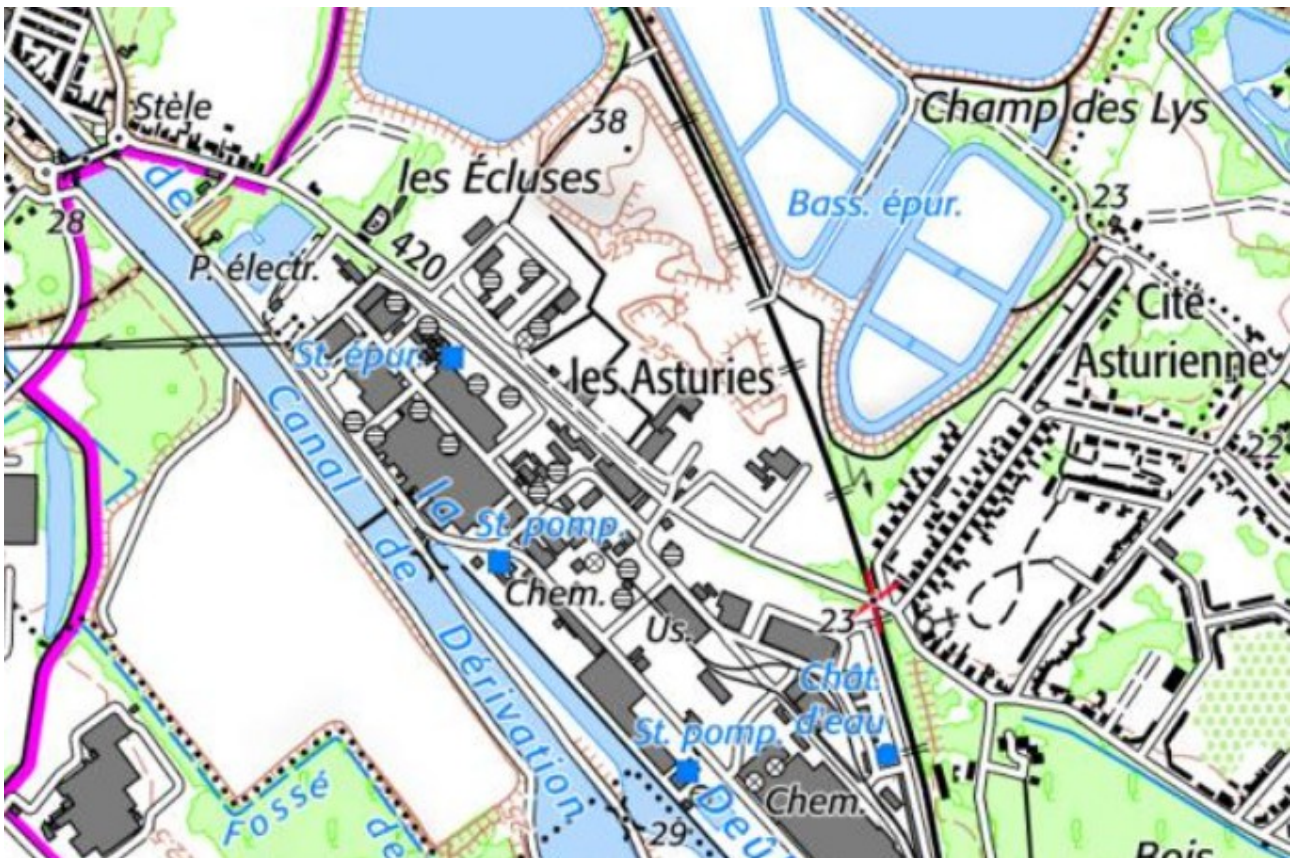 Stèle
38
Champ des Lys
les Écluses
de
28
Bass. épur.
23
P. électr.
D 420
Cité
Asturienne
St. épur.
les Asturies
22
Canal de Dérivation
la
St. pomp.
Chem.
Us.
23
Chât.
d'eau
St. pomp.
Chem.
29
Fossé de
25
25